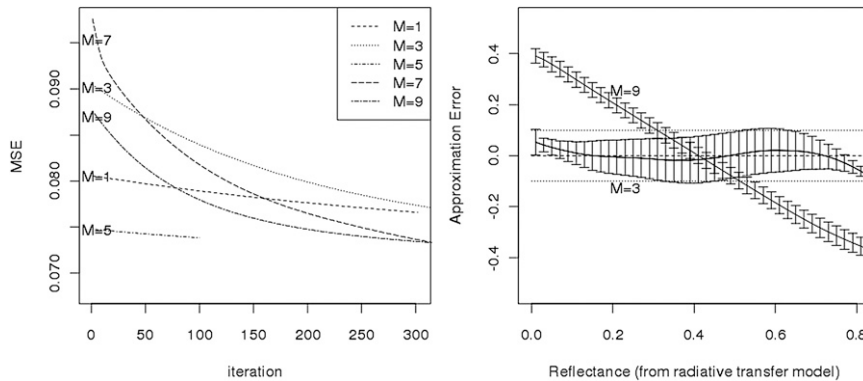 M=7
M=3
M=9
M=1
M=5
M=1
M=3
M=5
M=7
M=9
MSE
0.090
0.080
0.070
0
50
100
150
200
250
300
iteration
M=9
M=3
Approximation Error
0.4
0.2
0.0
-0.2
-0.4
0.0
0.2
0.4
0.6
0.8
Reflectance (from radiative transfer model)